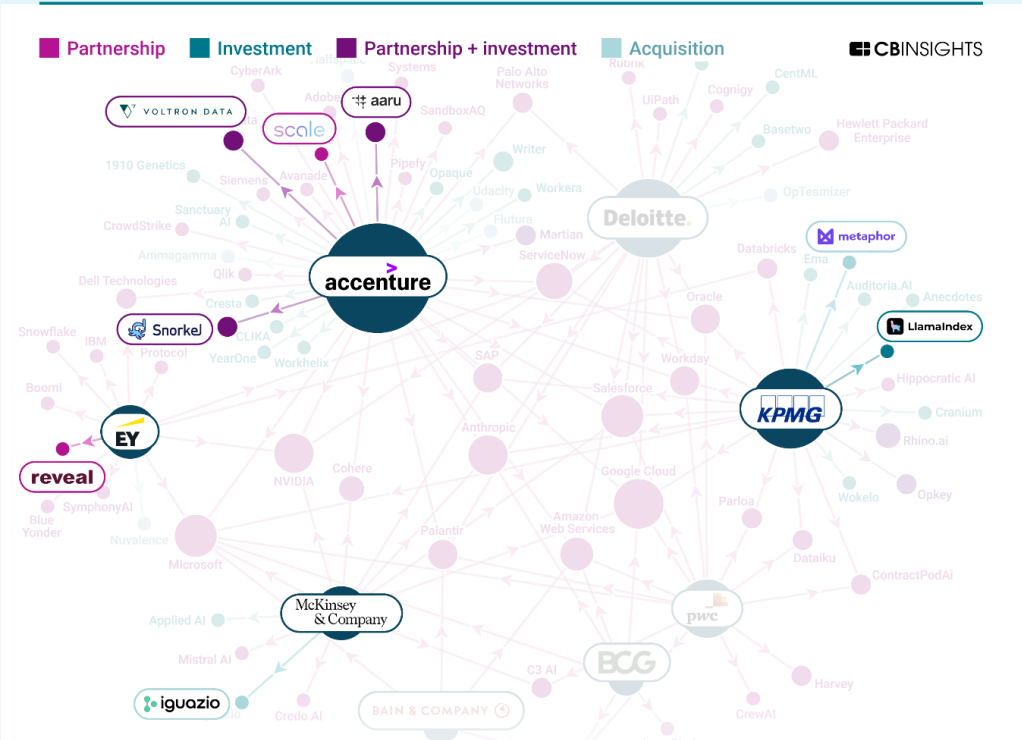 Partnership
Investment
Partnership + investment
Acquisition
CBINSIGHTS
CyberArk
Systems
Rubrik
Palo Alto
Networks
CentML
VOLTRON DATA
aaru
Adobe
SandboxAQ
UiPath
Cognigy
scale
Basetwo
Hewlett Packard
Enterprise
1910 Genetics
Siemens
Avanade
Pipefy
Opaque
Writer
Udacity
Workera
OpTeamizer
Sanctuary
AI
CrowdStrike
Flutura
Martian
Deloitte.
metaphor
Ammagamma
ServiceNow
Databricks
Ema
Qlik
Dell Technologies
accenture
Auditoria.AI
Anecdotes
Oracle
Cresta
Snorkel
CLIKA
LlamaIndex
Snowflake
IBM
Protocol
YearOne
Workhelix
SAP
Workday
Hippocratic AI
Boomi
Salesforce
KPMG
Cranium
EY
Anthropic
Rhino.ai
reveal
NVIDIA
Cohere
Google Cloud
Wokelo
Opkey
SymphonyAI
Parloa
Blue
Yonder
Nuvalence
Palantir
Amazon
Web Services
Microsoft
Dataiku
ContractPodAi
McKinsey
& Company
pwc
Applied AI
Mistral AI
BCG
C3 AI
Harvey
iguazio
Credo AI
BAIN & COMPANY
CrewAI